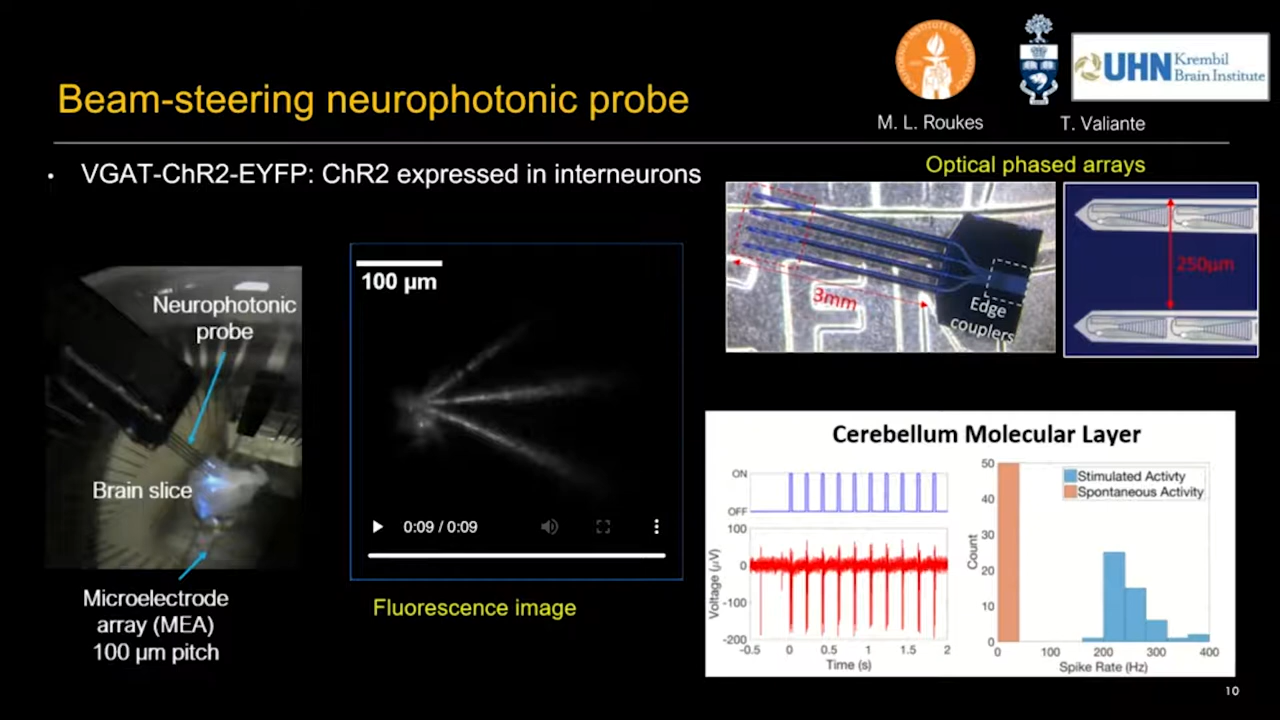 Beam-steering neurophotonic probe
CALIFORNIA INSTITUTE OF TECHNOLOGY
UHN Krembil
Brain Institute
M. L. Roukes
T. Valiante
• VGAT-ChR2-EYFP: ChR2 expressed in interneurons
Optical phased arrays
3mm
Edge
couplers
250µm
Neurophotonic
probe
Brain slice
Microelectrode
array (MEA)
100 µm pitch
100 µm
0:09 / 0:09
Fluorescence image
Cerebellum Molecular Layer
ON
OFF
100
0
-100
-200
Voltage (µV)
-0.5 0 0.5 1 1.5 2
Time (s)
Stimulated Activty
Spontaneous Activity
50
40
30
20
10
0
Count
0 100 200 300 400
Spike Rate (Hz)
10